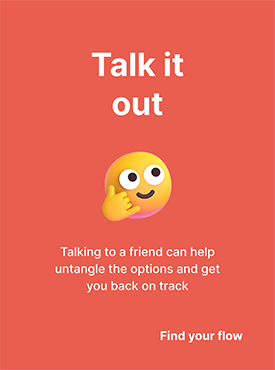 Talk it
out
Talking to a friend can help
untangle the options and get
you back on track
Find your flow